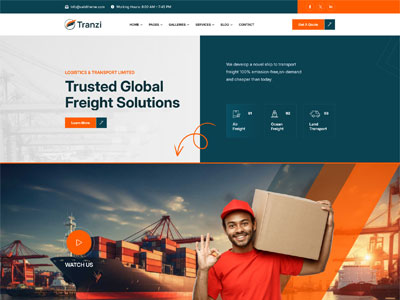 Working Hours: 8:00 AM - 7:45 PM
Tranzi
HOME
PAGES
GALLERIES
SERVICES
BLOG
CONTACT
Get A Quote
LOGISTICS & TRANSPORT LIMITED
Trusted Global
Freight Solutions
Learn More
We develop a novel ship to transport
freight 100% emission-free, on-demand
and cheaper than today.
01
Air
Freight
02
Ocean
Freight
03
Land
Transport
WATCH US